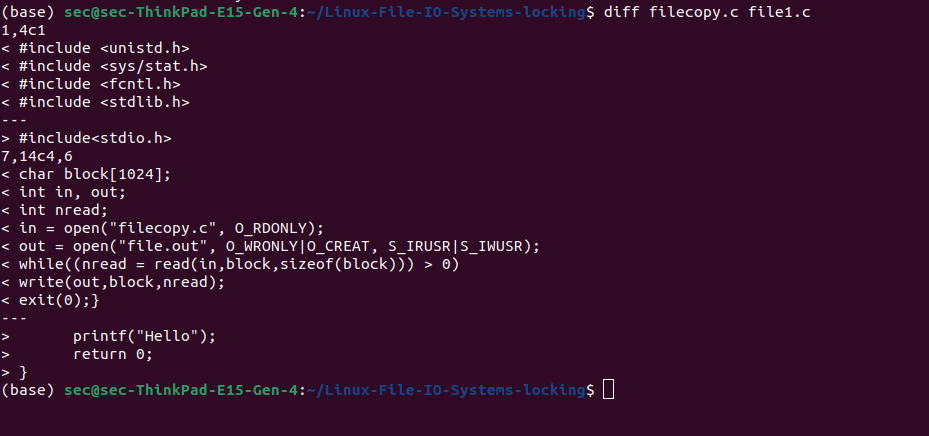 (base) sec@sec-ThinkPad-E15-Gen-4:~/Linux-File-IO-Systems-locking$ diff filecopy.c file1.c
1,4c1
< #include <unistd.h>
< #include <sys/stat.h>
< #include <fcntl.h>
< #include <stdlib.h>
---
> #include<stdio.h>
7,14c4,6
< char block[1024];
< int in, out;
< int nread;
< in = open("filecopy.c", O_RDONLY);
< out = open("file.out", O_WRONLY|O_CREAT, S_IRUSR|S_IWUSR);
< while((nread = read(in,block,sizeof(block))) > 0)
< write(out,block,nread);
< exit(0);}
---
>       printf("Hello");
>       return 0;
> }
(base) sec@sec-ThinkPad-E15-Gen-4:~/Linux-File-IO-Systems-locking$